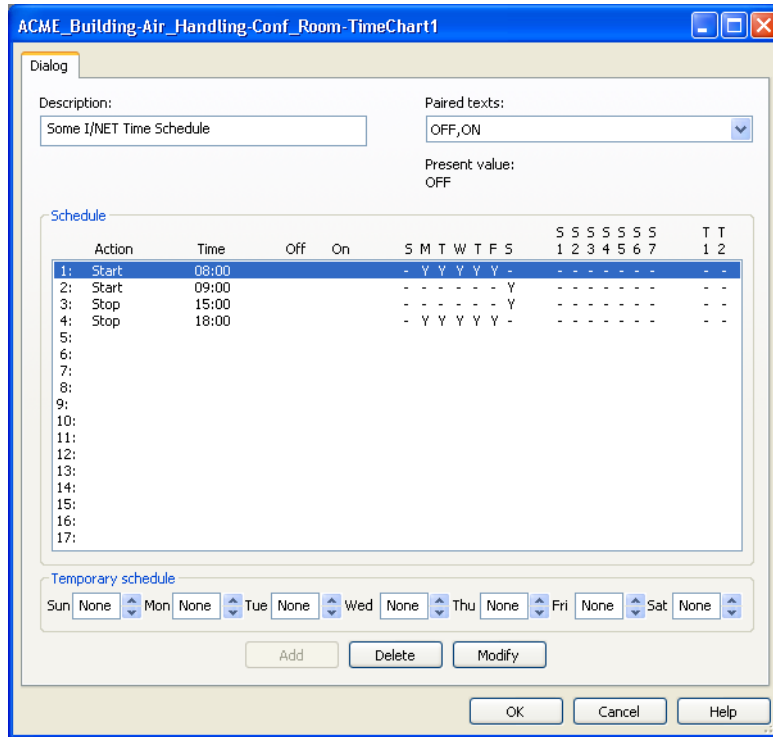 ACME_Building-Air_Handling-Conf_Room-TimeChart1
Dialog
Description: Paired texts:
Some I/NET Time Schedule OFF,ON
Present value:
OFF
Schedule
S S S S S S S T T
Action Time Off On S M T W T F S 1 2 3 4 5 6 7 1 2
1: Start 08:00 - Y Y Y Y Y - - - - - - - - - -
2: Start 09:00 - - - - - - Y - - - - - - - - -
3: Stop 15:00 - - - - - - Y - - - - - - - - -
4: Stop 18:00 - Y Y Y Y Y - - - - - - - - - -
5:
6:
7:
8:
9:
10:
11:
12:
13:
14:
15:
16:
17:
Temporary schedule
Sun None Mon None Tue None Wed None Thu None Fri None Sat None
Add Delete Modify
OK Cancel Help